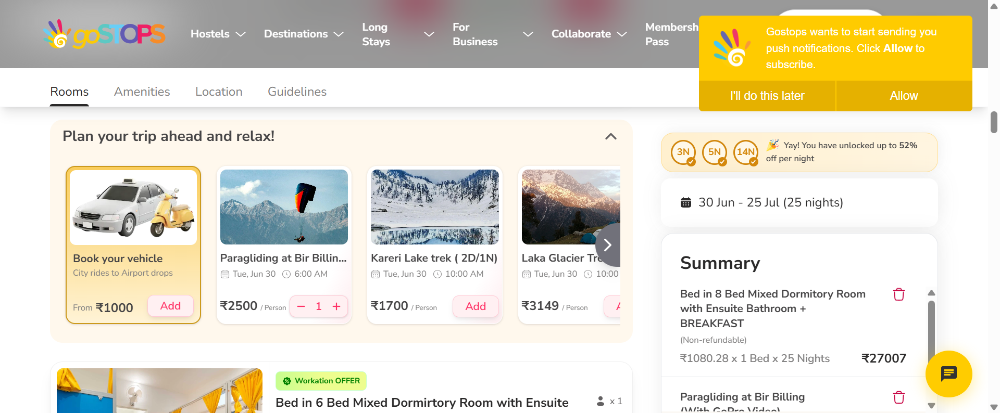 goSTOPS
Hostels
Destinations
Long
Stays
For
Business
Collaborate
Membersh
Pass
Gostops wants to start sending you
push notifications. Click Allow to
subscribe.
I'll do this later
Allow
Rooms
Amenities
Location
Guidelines
Plan your trip ahead and relax!
Book your vehicle
City rides to Airport drops
From ₹1000
Add
Paragliding at Bir Billin...
Tue, Jun 30 6:00 AM
₹2500 / Person
1
Kareri Lake trek ( 2D/1N)
Tue, Jun 30 10:00 AM
₹1700 / Person
Add
Laka Glacier Tre
Tue, Jun 30 10:00
₹3149 / Person
A
3N 5N 14N
Yay! You have unlocked up to 52%
off per night
30 Jun - 25 Jul (25 nights)
Summary
Bed in 8 Bed Mixed Dormitory Room
with Ensuite Bathroom +
BREAKFAST
(Non-refundable)
₹1080.28 x 1 Bed x 25 Nights ₹27007
Paragliding at Bir Billing
(With GoPro Video)
Workation OFFER
Bed in 6 Bed Mixed Dormirtory Room with Ensuite
x 1